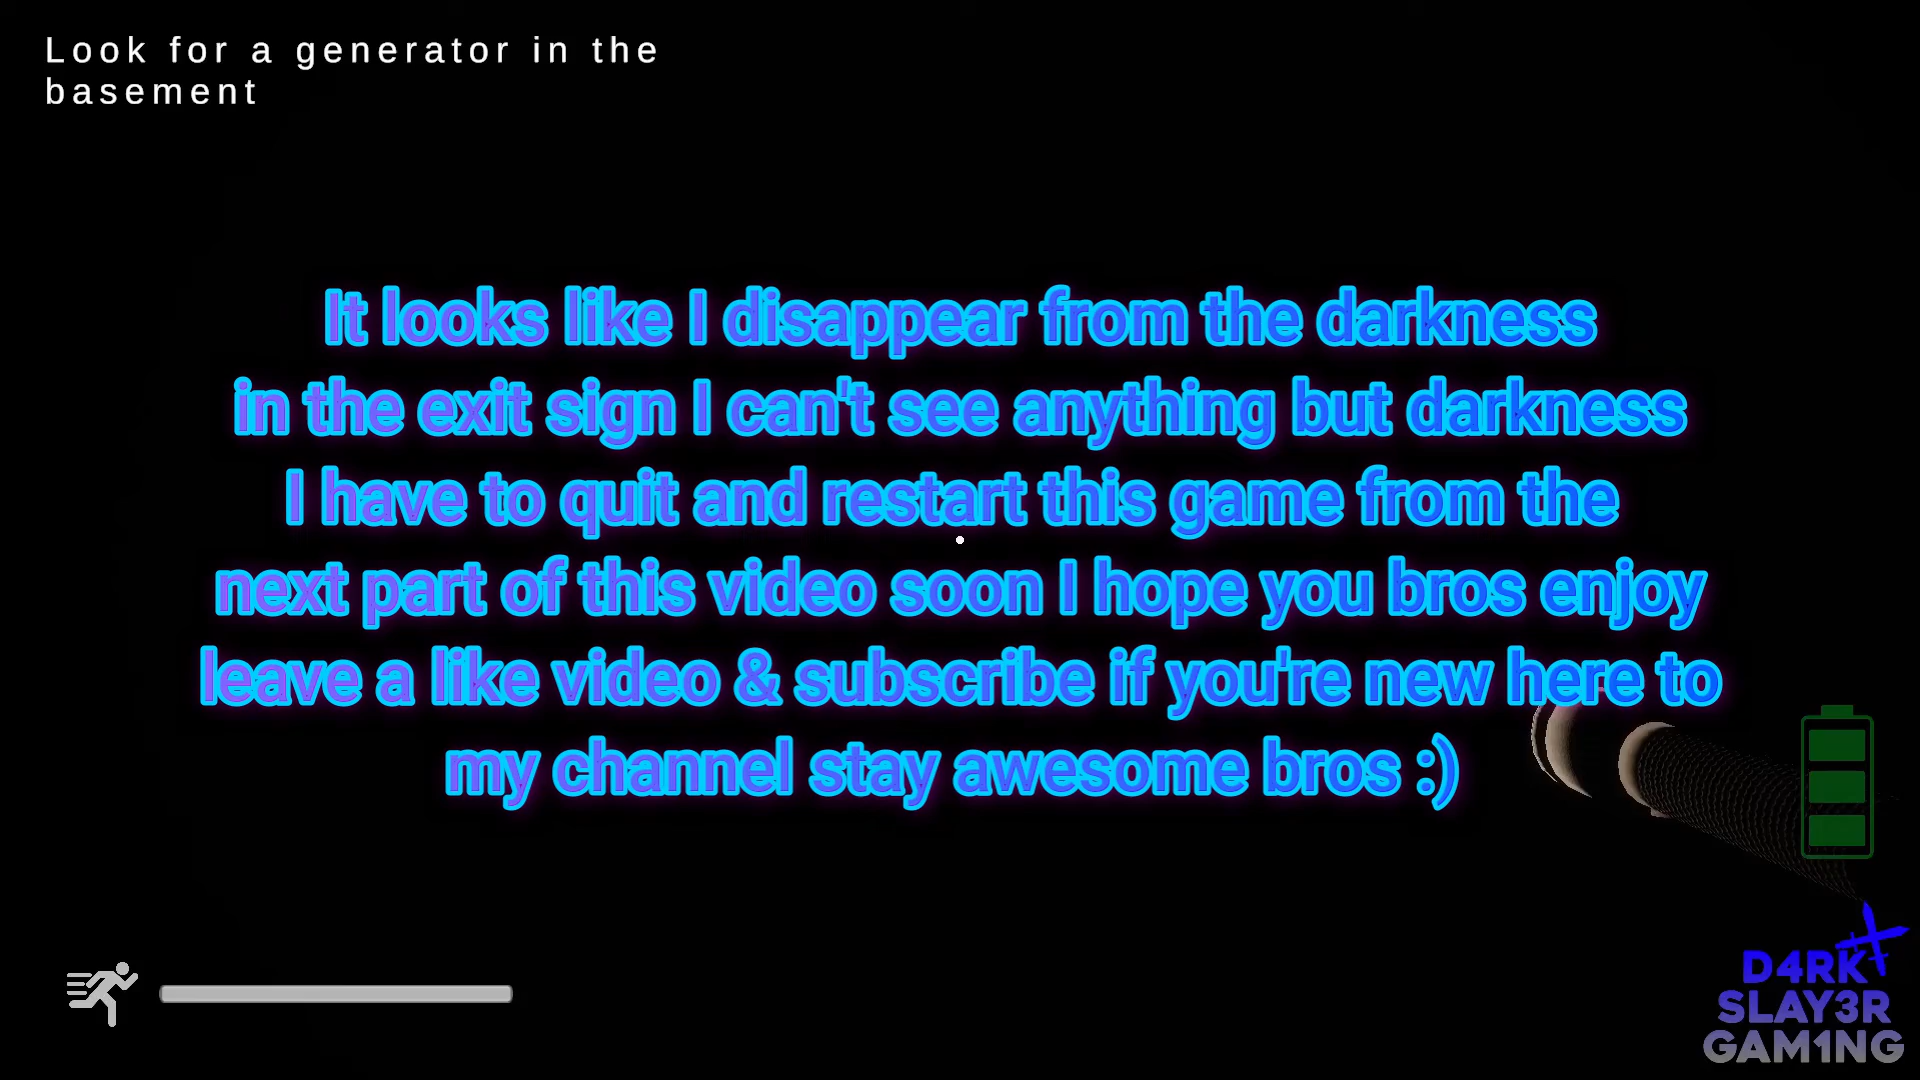 Look for a generator in the
basement
It looks like I disappear from the darkness
in the exit sign I can't see anything but darkness
I have to quit and restart this game from the
next part of this video soon I hope you bros enjoy
leave a like video & subscribe if you're new here to
my channel stay awesome bros :)
D4RK
SLAY3R
GAM1NG